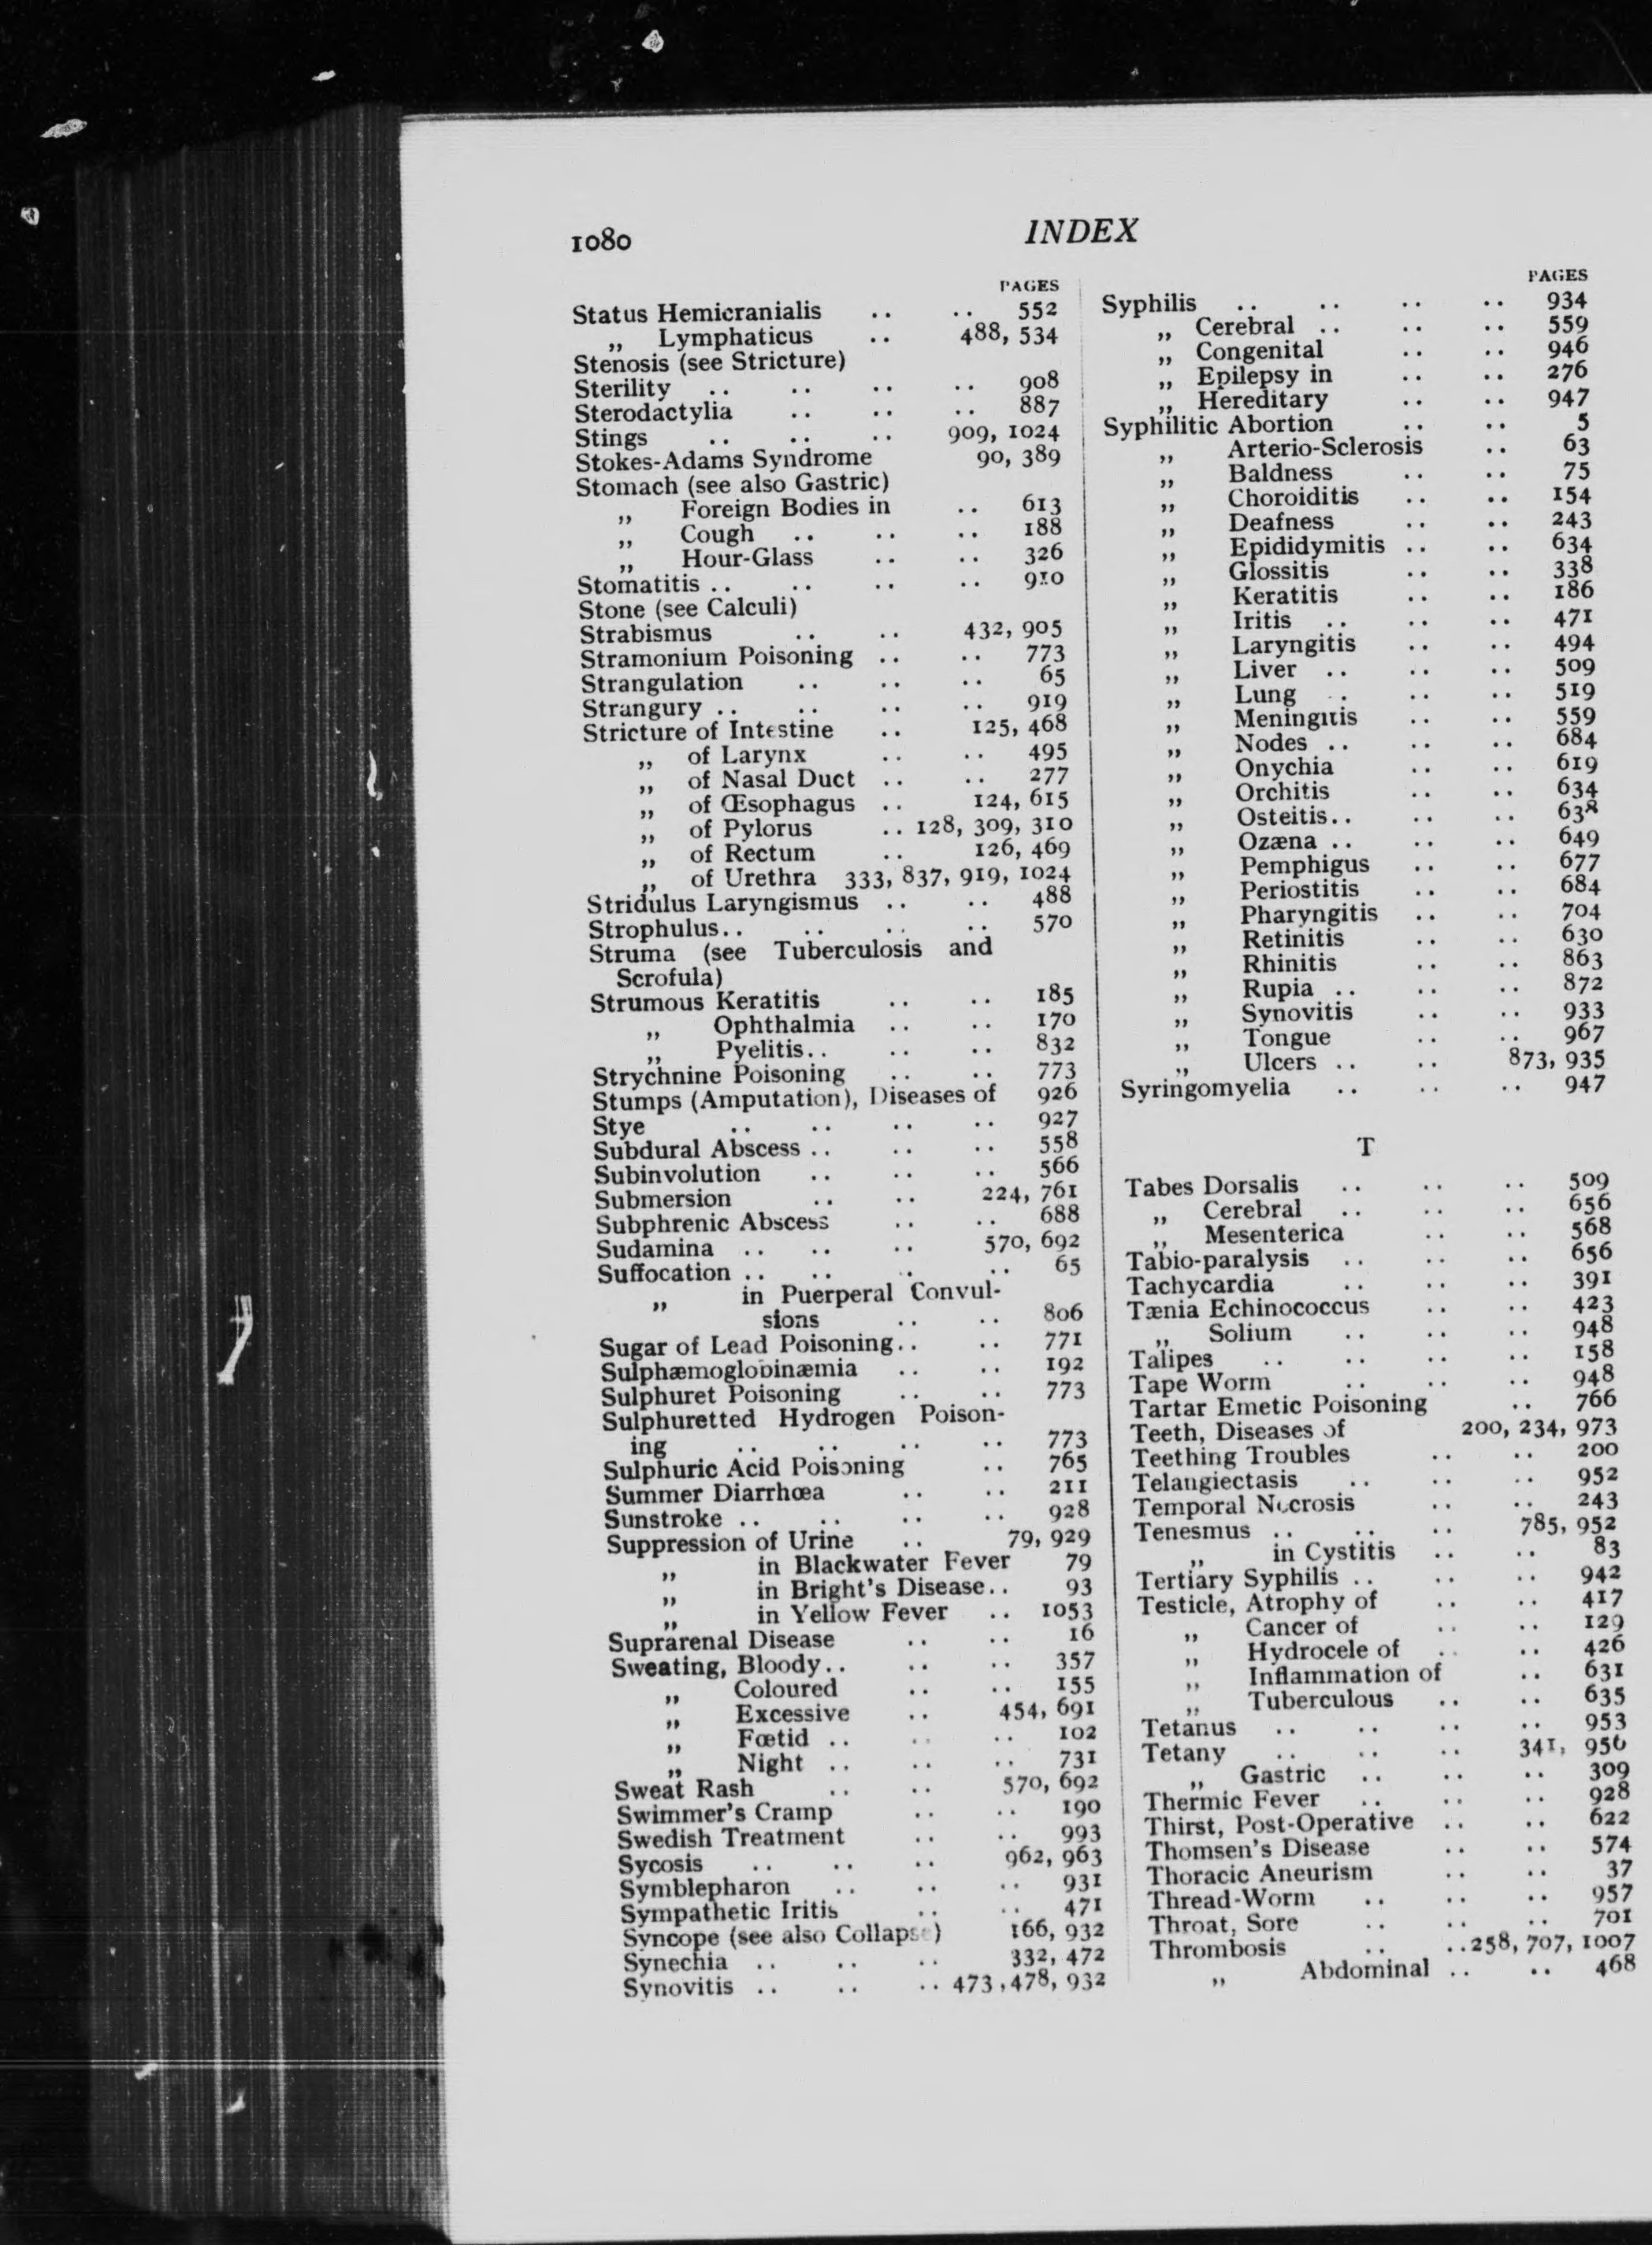 1080
INDEX
PAGES
Status Hemicranialis .. .. 552
„ Lymphaticus .. 488, 534
Stenosis (see Stricture)
Sterility .. .. .. .. 908
Sterodactylia .. .. .. 887
Stings .. .. .. 909, 1024
Stokes-Adams Syndrome 90, 389
Stomach (see also Gastric)
„ Foreign Bodies in .. 613
„ Cough .. .. .. 188
„ Hour-Glass .. .. 326
Stomatitis .. .. .. .. 910
Stone (see Calculi)
Strabismus .. .. 432, 905
Stramonium Poisoning .. .. 773
Strangulation .. .. .. 65
Strangury .. .. .. .. 919
Stricture of Intestine .. 125, 468
„ of Larynx .. .. 495
„ of Nasal Duct .. .. 277
„ of Œsophagus .. 124, 615
„ of Pylorus .. 128, 309, 310
„ of Rectum .. 126, 469
„ of Urethra 333, 837, 919, 1024
Stridulus Laryngismus .. .. 488
Strophulus.. .. .. .. 570
Struma (see Tuberculosis and
Scrofula)
Strumous Keratitis .. .. 185
„ Ophthalmia .. .. 170
„ Pyelitis.. .. .. 832
Strychnine Poisoning .. .. 773
Stumps (Amputation), Diseases of 926
Stye .. .. .. .. 927
Subdural Abscess .. .. .. 558
Subinvolution .. .. .. 566
Submersion .. .. 224, 761
Subphrenic Abscess .. .. 688
Sudamina .. .. .. 570, 692
Suffocation .. .. .. .. 65
„ in Puerperal Convul-
sions .. .. 806
Sugar of Lead Poisoning.. .. 771
Sulphæmoglobinæmia .. .. 192
Sulphuret Poisoning .. .. 773
Sulphuretted Hydrogen Poison-
ing .. .. .. .. 773
Sulphuric Acid Poisoning .. 765
Summer Diarrhœa .. .. 211
Sunstroke .. .. .. .. 928
Suppression of Urine .. 79, 929
„ in Blackwater Fever 79
„ in Bright's Disease.. 93
„ in Yellow Fever .. 1053
Suprarenal Disease .. .. 16
Sweating, Bloody.. .. .. 357
„ Coloured .. .. 155
„ Excessive .. 454, 691
„ Fœtid .. .. .. 102
„ Night .. .. .. 731
Sweat Rash .. .. 570, 692
Swimmer's Cramp .. .. 190
Swedish Treatment .. .. 993
Sycosis .. .. .. 962, 963
Symblepharon .. .. .. 931
Sympathetic Iritis .. .. 471
Syncope (see also Collapse) 166, 932
Synechia .. .. .. 332, 472
Synovitis .. .. .. 473, 478, 932
PAGES
Syphilis .. .. .. .. 934
„ Cerebral .. .. .. 559
„ Congenital .. .. 946
„ Epilepsy in .. .. 276
„ Hereditary .. .. 947
Syphilitic Abortion .. .. 5
„ Arterio-Sclerosis .. 63
„ Baldness .. .. 75
„ Choroiditis .. .. 154
„ Deafness .. .. 243
„ Epididymitis .. .. 634
„ Glossitis .. .. 338
„ Keratitis .. .. 186
„ Iritis .. .. .. 471
„ Laryngitis .. .. 494
„ Liver .. .. .. 509
„ Lung .. .. .. 519
„ Meningitis .. .. 559
„ Nodes .. .. .. 684
„ Onychia .. .. 619
„ Orchitis .. .. 634
„ Osteitis.. .. .. 638
„ Ozæna .. .. .. 649
„ Pemphigus .. .. 677
„ Periostitis .. .. 684
„ Pharyngitis .. .. 704
„ Retinitis .. .. 630
„ Rhinitis .. .. 863
„ Rupia .. .. .. 872
„ Synovitis .. .. 933
„ Tongue .. .. 967
„ Ulcers .. .. 873, 935
Syringomyelia .. .. .. 947
T
Tabes Dorsalis .. .. .. 509
„ Cerebral .. .. .. 656
„ Mesenterica .. .. 568
Tabio-paralysis .. .. .. 656
Tachycardia .. .. .. 391
Tænia Echinococcus .. .. 423
„ Solium .. .. .. 948
Talipes .. .. .. .. 158
Tape Worm .. .. .. 948
Tartar Emetic Poisoning .. 766
Teeth, Diseases of 200, 234, 973
Teething Troubles .. .. 200
Telangiectasis .. .. .. 952
Temporal Necrosis .. .. 243
Tenesmus .. .. .. 785, 952
„ in Cystitis .. .. 83
Tertiary Syphilis .. .. .. 942
Testicle, Atrophy of .. .. 417
„ Cancer of .. .. 129
„ Hydrocele of .. .. 426
„ Inflammation of .. 631
„ Tuberculous .. .. 635
Tetanus .. .. .. .. 953
Tetany .. .. .. 341, 956
„ Gastric .. .. .. 309
Thermic Fever .. .. .. 928
Thirst, Post-Operative .. .. 622
Thomsen's Disease .. .. 574
Thoracic Aneurism .. .. 37
Thread-Worm .. .. .. 957
Throat, Sore .. .. .. 701
Thrombosis .. ..258, 707, 1007
„ Abdominal .. .. 468